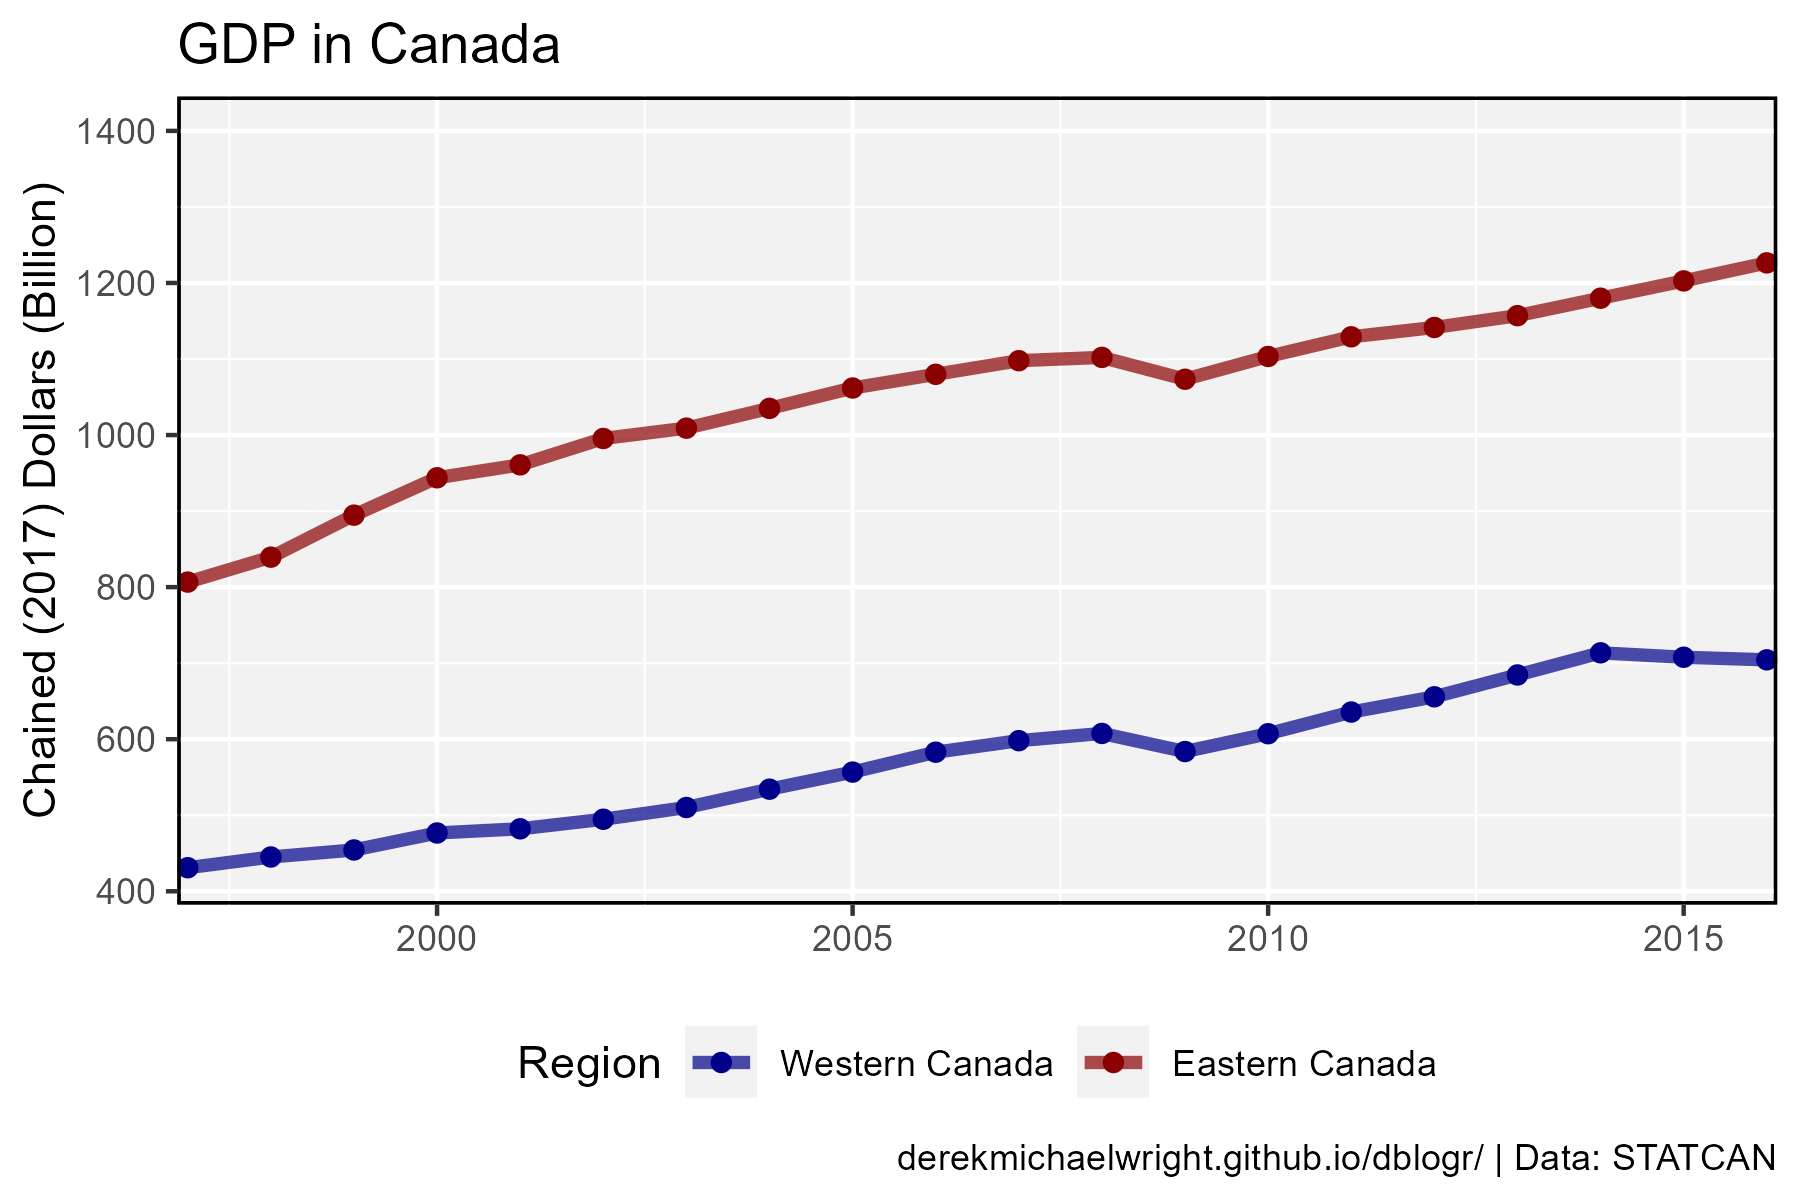 GDP in Canada
Chained (2017) Dollars (Billion)
1400
1200
1000
800
600
400
2000 2005 2010 2015
Region Western Canada Eastern Canada
derekmichaelwright.github.io/dblogr/ | Data: STATCAN